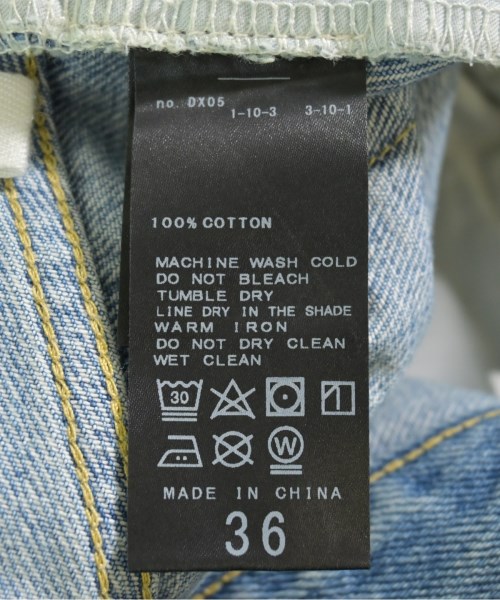 no. DX05 1-10-3 3-10-1
100% COTTON
MACHINE WASH COLD
DO NOT BLEACH
TUMBLE DRY
LINE DRY IN THE SHADE
WARM IRON
DO NOT DRY CLEAN
WET CLEAN
30
W
MADE IN CHINA
36